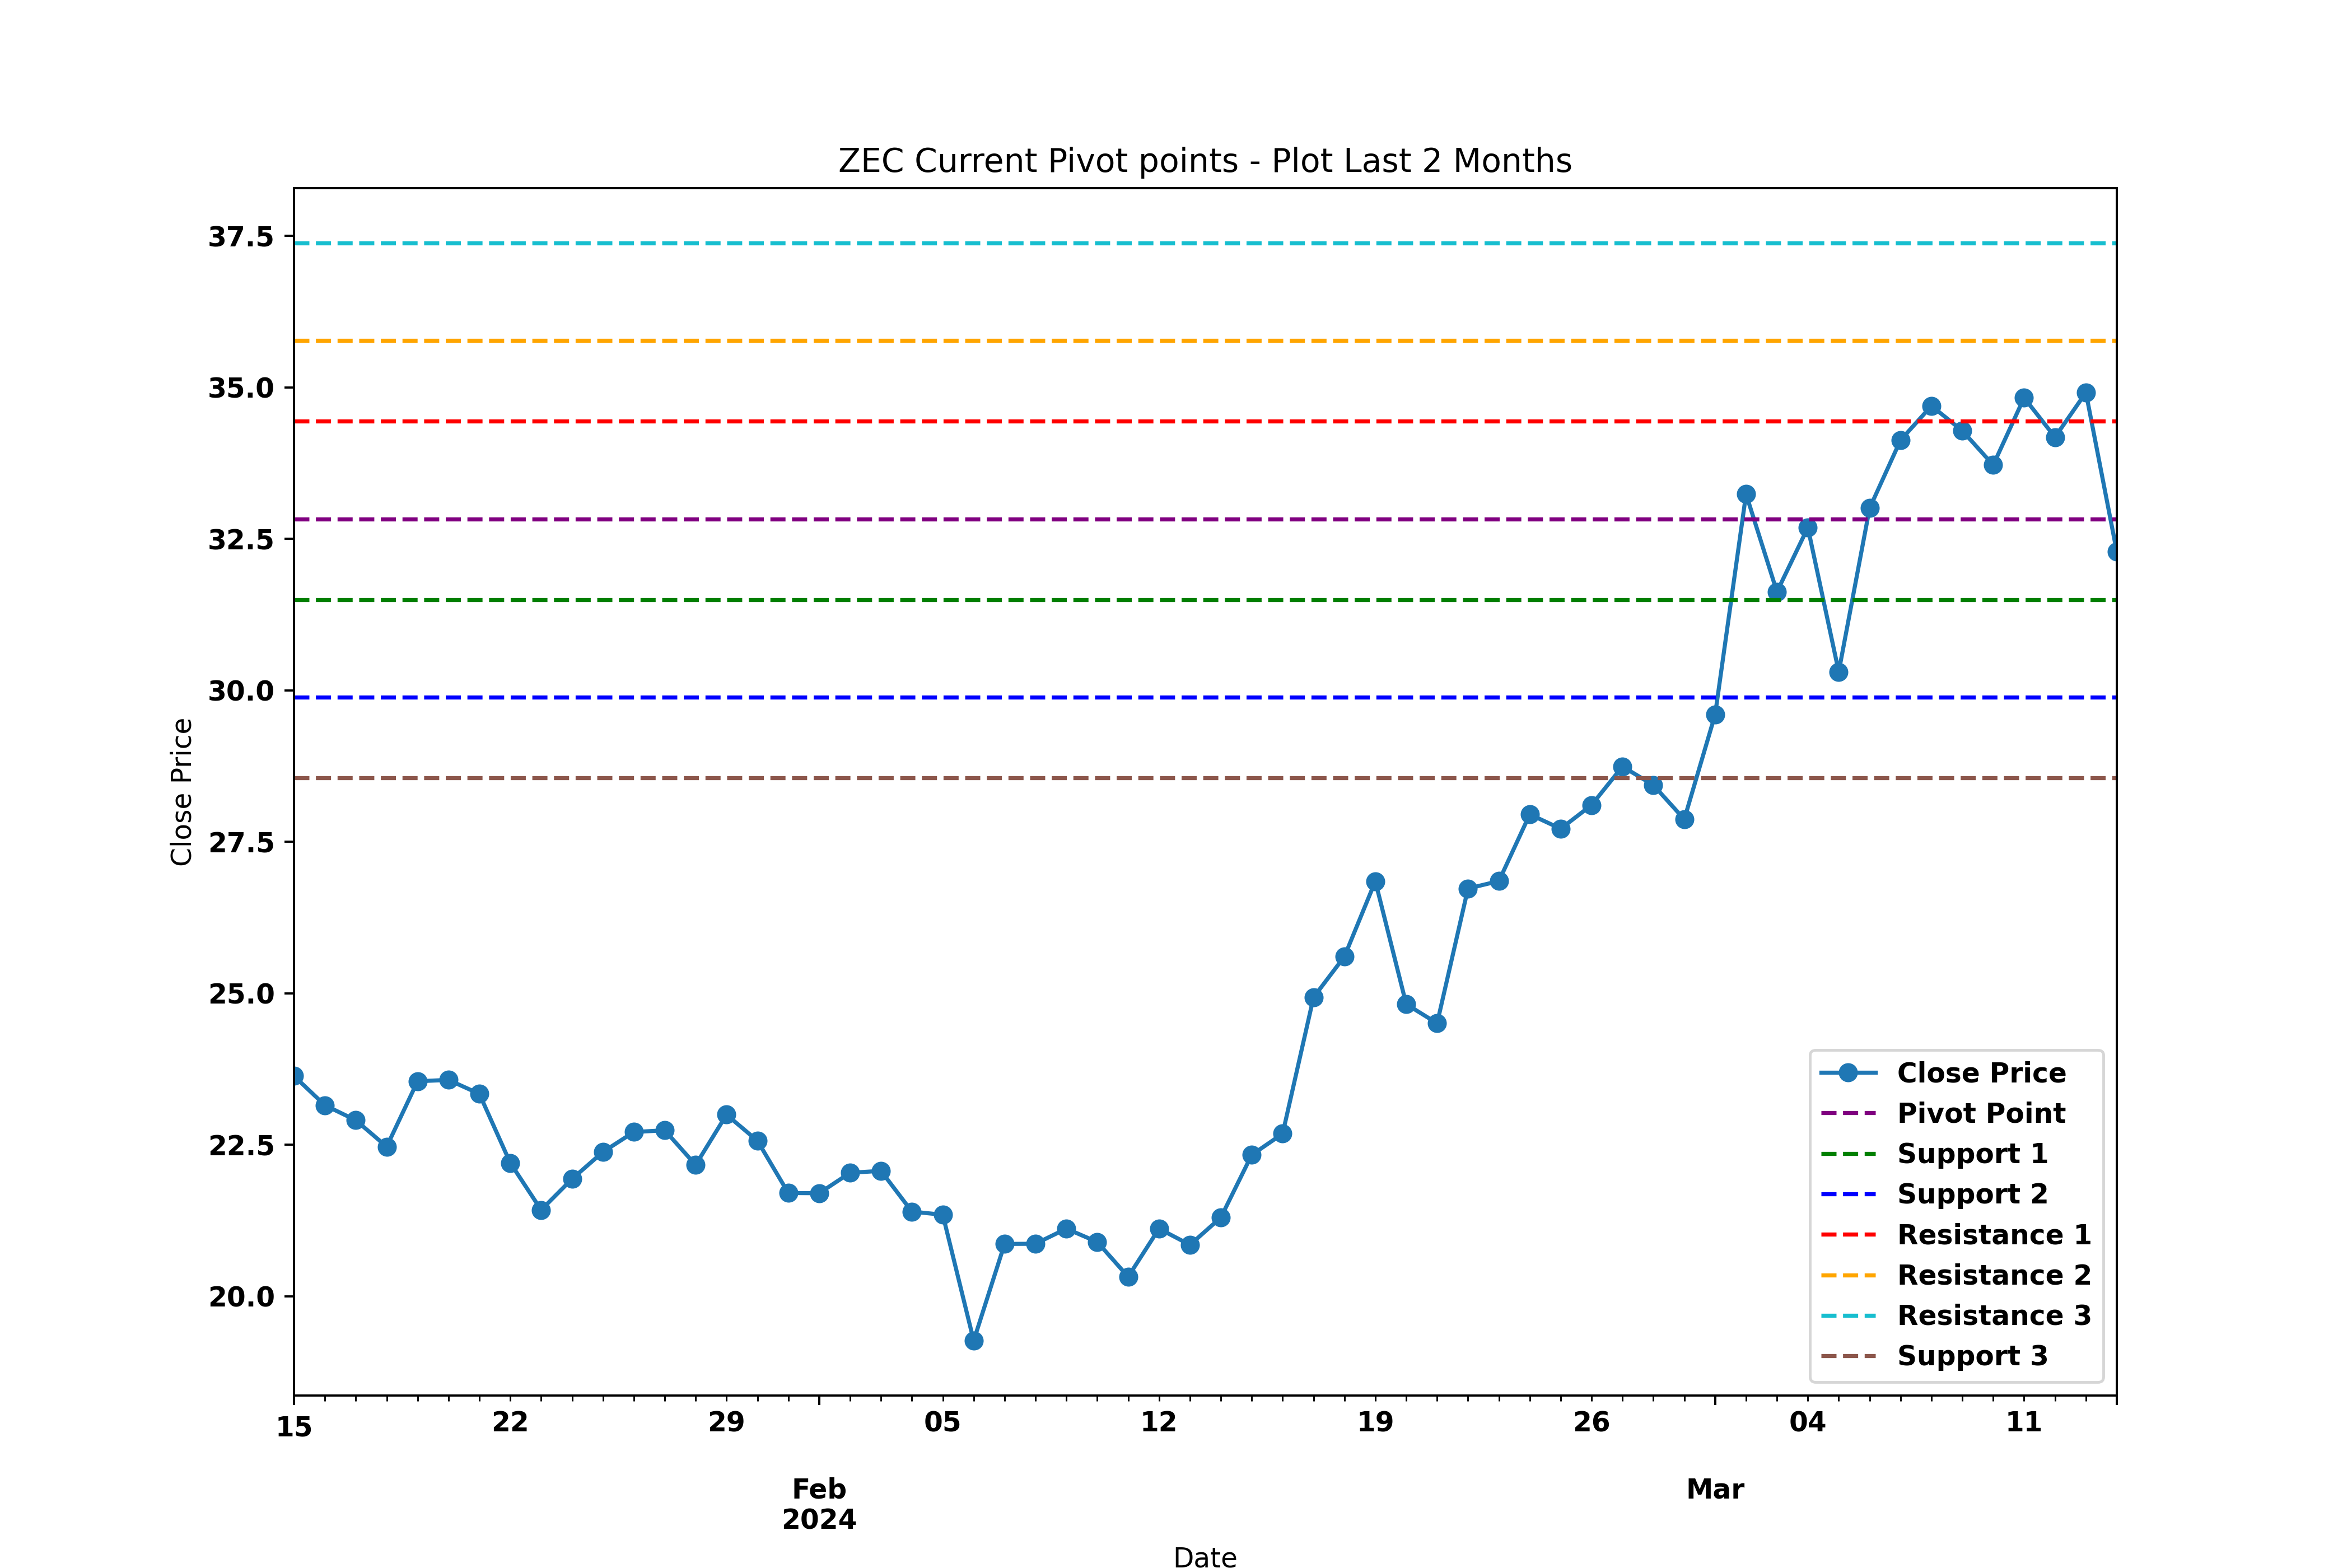 ZEC Current Pivot points - Plot Last 2 Months
Close Price
37.5
35.0
32.5
30.0
27.5
25.0
22.5
20.0
Close Price
Pivot Point
Support 1
Support 2
Resistance 1
Resistance 2
Resistance 3
Support 3
15 22 29 05 12 19 26 04 11
Feb Mar
2024
Date